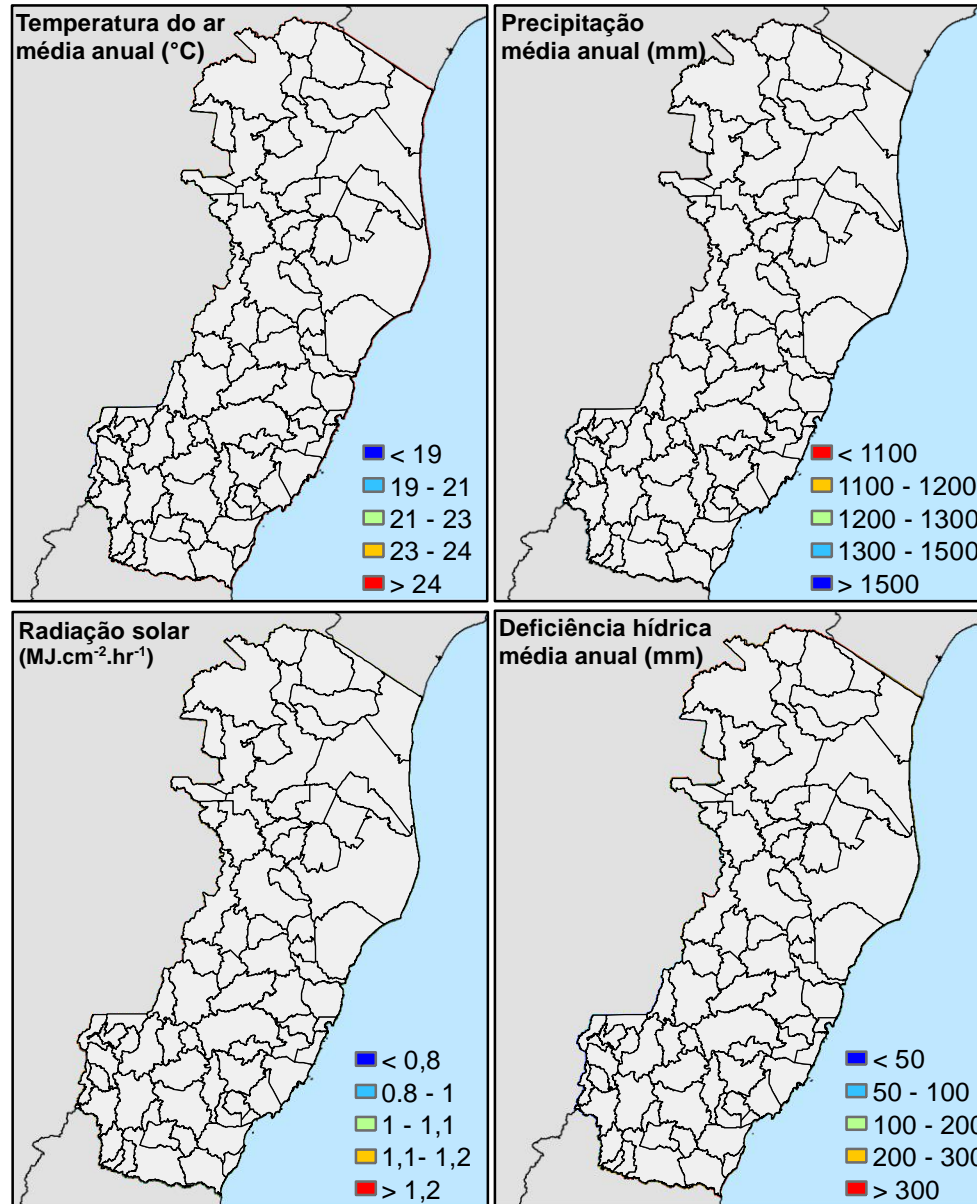 Temperatura do ar
média anual (°C)
< 19
19 - 21
21 - 23
23 - 24
> 24
Precipitação
média anual (mm)
< 1100
1100 - 1200
1200 - 1300
1300 - 1500
> 1500
Radiação solar
(MJ.cm⁻².hr⁻¹)
< 0,8
0.8 - 1
1 - 1,1
1,1- 1,2
> 1,2
Deficiência hídrica
média anual (mm)
< 50
50 - 100
100 - 200
200 - 300
> 300